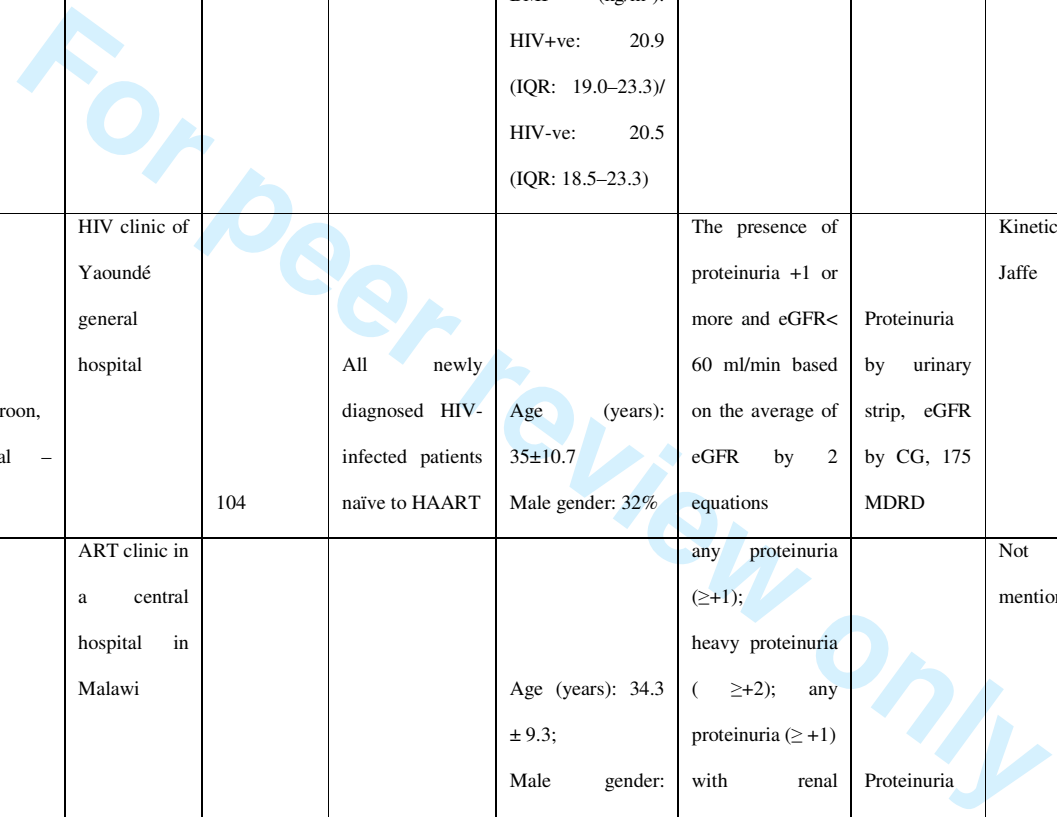 HIV+ve: 20.9
(IQR: 19.0–23.3)/
HIV-ve: 20.5
(IQR: 18.5–23.3)
roon,
al –
HIV clinic of
Yaoundé
general
hospital
104
All newly
diagnosed HIV-
infected patients
naïve to HAART
Age (years):
35±10.7
Male gender: 32%
The presence of
proteinuria +1 or
more and eGFR<
60 ml/min based
on the average of
eGFR by 2
equations
Proteinuria
by urinary
strip, eGFR
by CG, 175
MDRD
Kinetic
Jaffe
ART clinic in
a central
hospital in
Malawi
Age (years): 34.3
± 9.3;
Male gender:
any proteinuria
(≥+1);
heavy proteinuria
( ≥+2); any
proteinuria (≥ +1)
with renal
Proteinuria
Not
mention
For peer review only